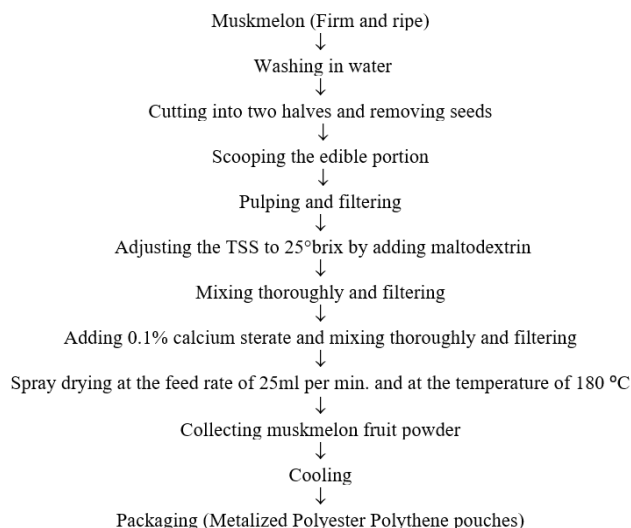 Muskmelon (Firm and ripe)
↓
Washing in water
↓
Cutting into two halves and removing seeds
↓
Scooping the edible portion
↓
Pulping and filtering
↓
Adjusting the TSS to 25°brix by adding maltodextrin
↓
Mixing thoroughly and filtering
↓
Adding 0.1% calcium sterate and mixing thoroughly and filtering
↓
Spray drying at the feed rate of 25ml per min. and at the temperature of 180 °C
↓
Collecting muskmelon fruit powder
↓
Cooling
↓
Packaging (Metalized Polyester Polythene pouches)